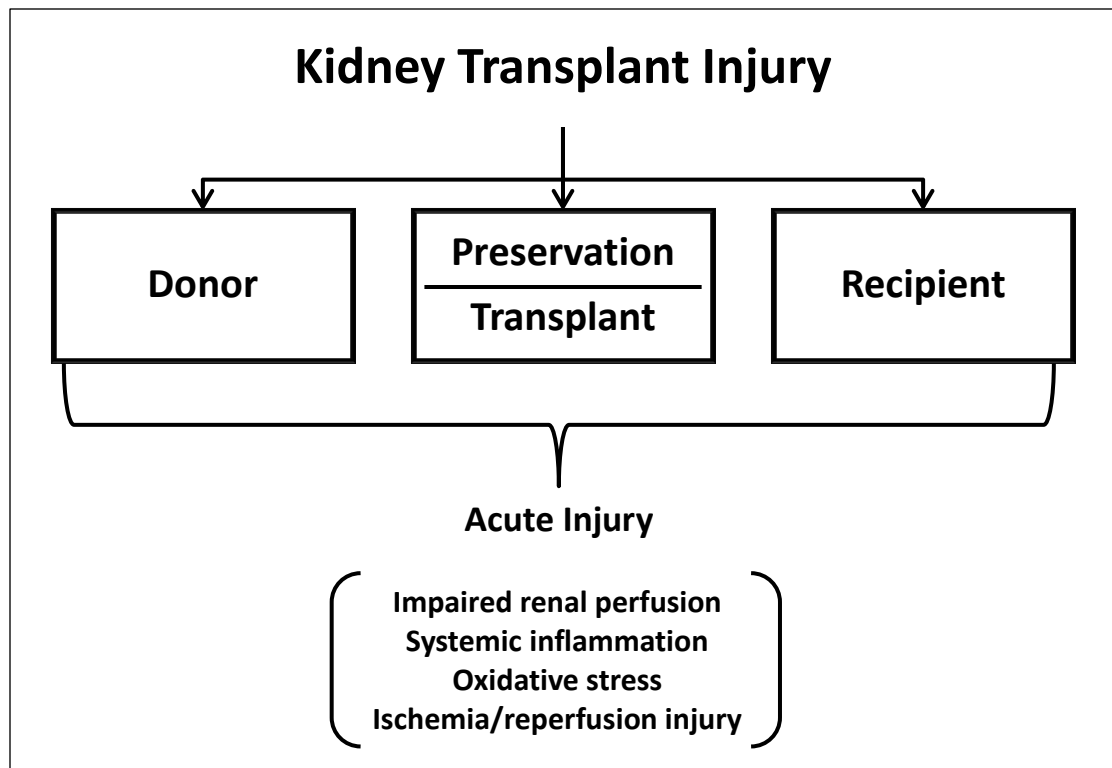 Kidney Transplant Injury
Donor
Preservation
Transplant
Recipient
Acute Injury
Impaired renal perfusion
Systemic inflammation
Oxidative stress
Ischemia/reperfusion injury